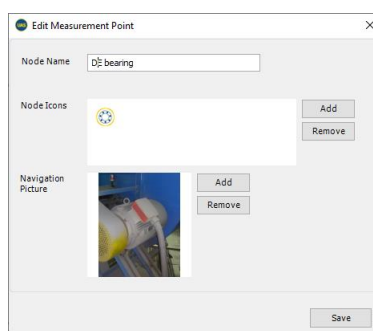 Edit Measurement Point
Node Name
DE bearing
Node Icons
Add
Remove
Navigation
Picture
Add
Remove
Save